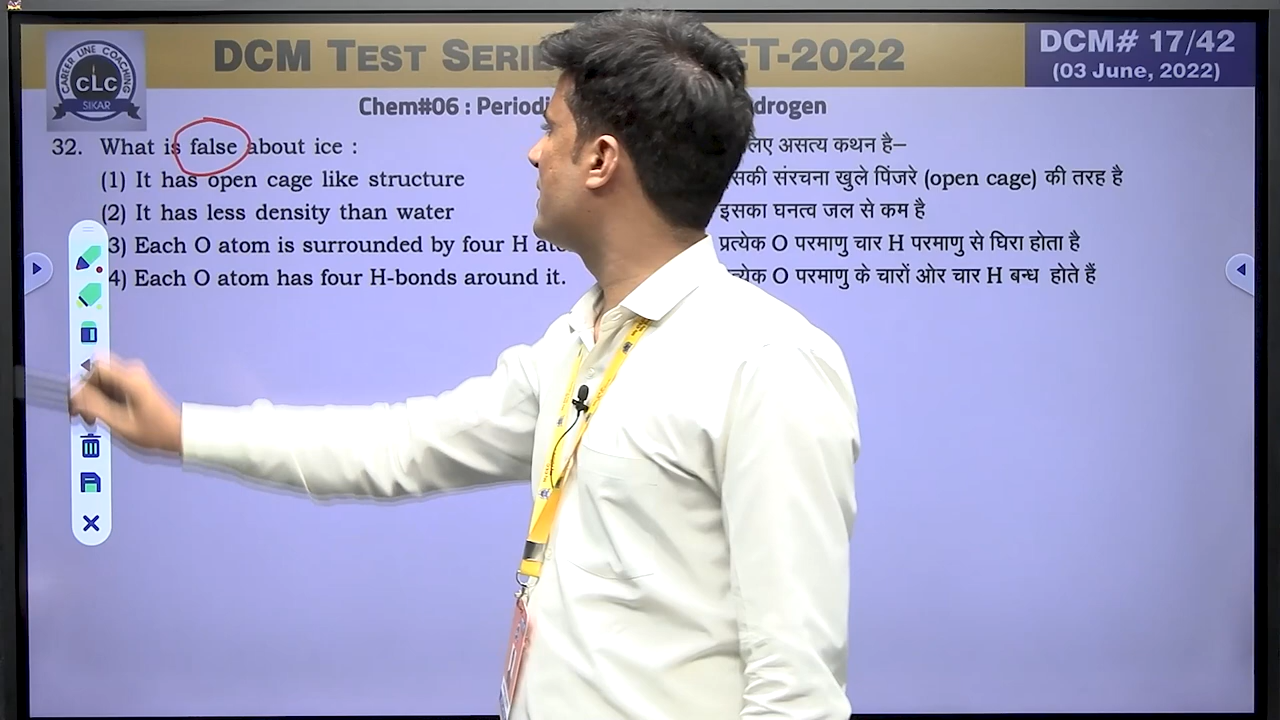 CAREER LINE COACHING
CLC
SIKAR
DCM TEST SERIE ET-2022
DCM# 17/42
(03 June, 2022)
Chem#06 : Periodi drogen
32. What is false about ice :
(1) It has open cage like structure
(2) It has less density than water
3) Each O atom is surrounded by four H
4) Each O atom has four H-bonds around it.
लिए असत्य कथन है–
सकी संरचना खुले पिंजरे (open cage) की तरह है
इसका घनत्व जल से कम है
प्रत्येक O परमाणु चार H परमाणु से घिरा होता है
त्येक O परमाणु के चारों ओर चार H बन्ध होते हैं